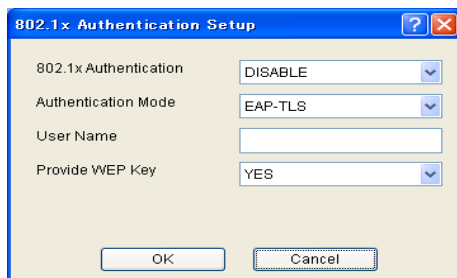 802.1x Authentication Setup
802.1x Authentication DISABLE
Authentication Mode EAP-TLS
User Name
Provide WEP Key YES
OK Cancel